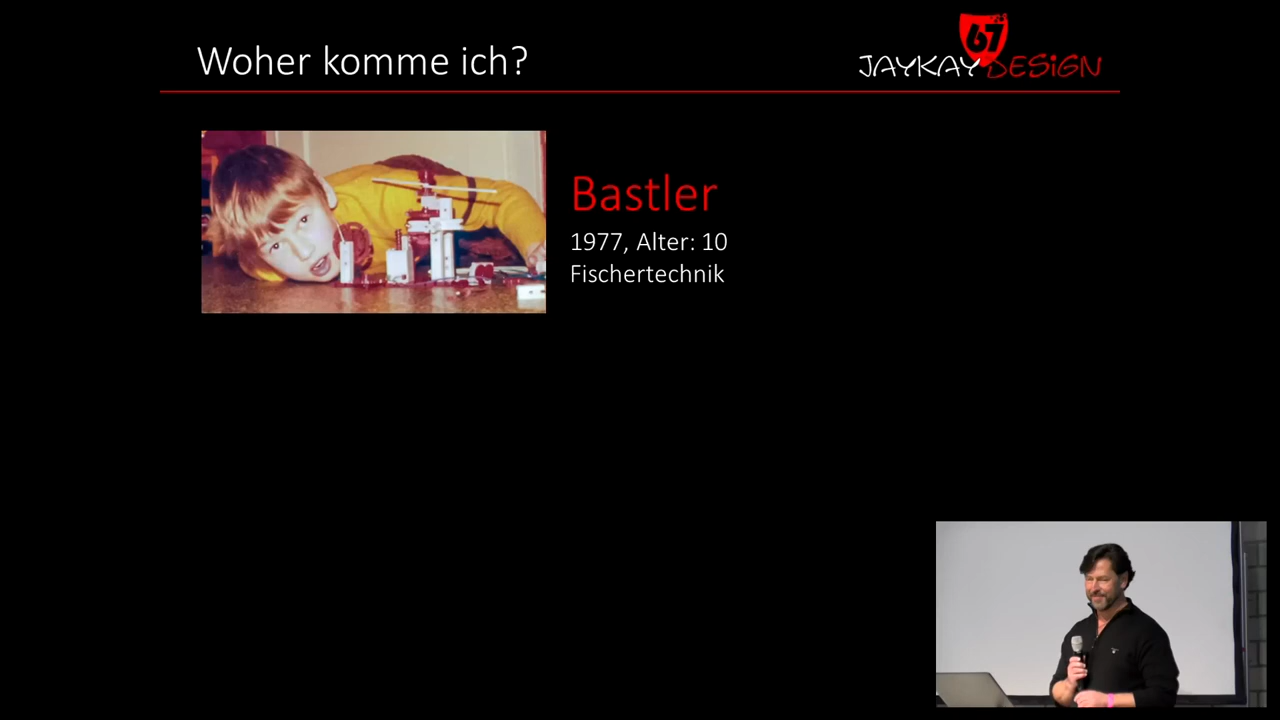 Woher komme ich?
67
JAYKAY DESiGN
Bastler
1977, Alter: 10
Fischertechnik